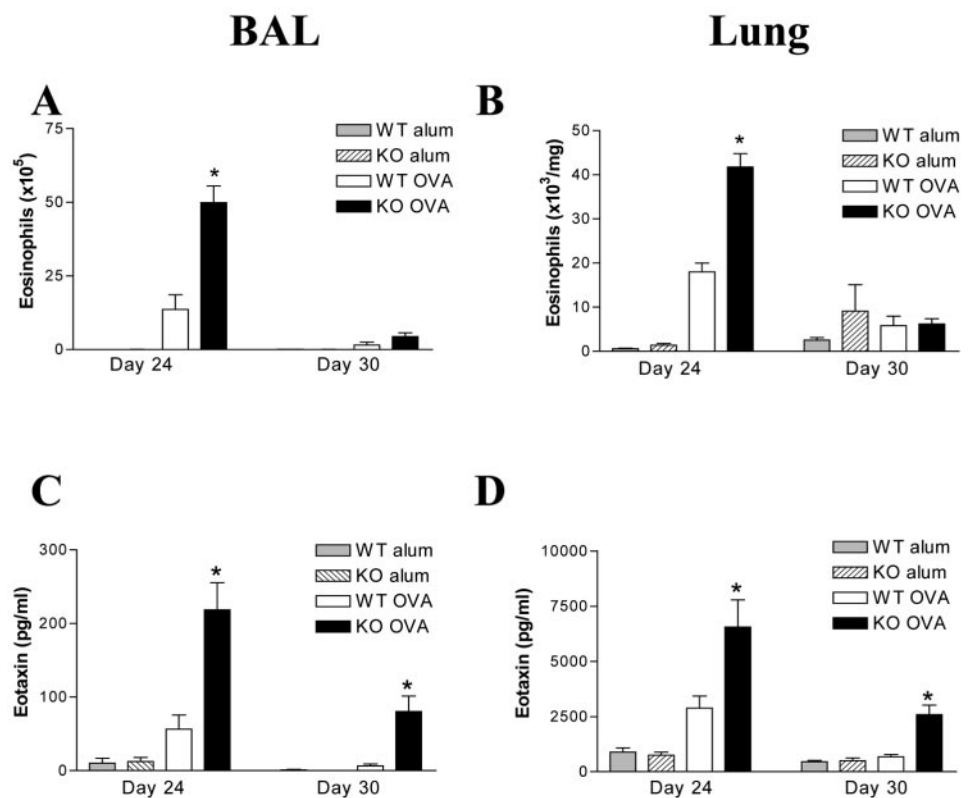 BAL
Lung
A
75
50
25
0
Eosinophils (x10⁵)
*
WT alum
KO alum
WT OVA
KO OVA
Day 24
Day 30
B
50
40
30
20
10
0
Eosinophils (x10³/mg)
*
WT alum
KO alum
WT OVA
KO OVA
Day 24
Day 30
C
300
200
100
0
Eotaxin (pg/ml)
*
*
WT alum
KO alum
WT OVA
KO OVA
Day 24
Day 30
D
10000
7500
5000
2500
0
Eotaxin (pg/ml)
*
*
WT alum
KO alum
WT OVA
KO OVA
Day 24
Day 30